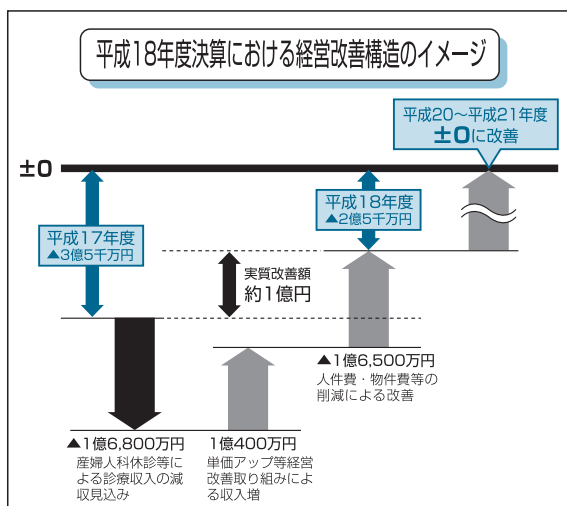 平成18年度決算における経営改善構造のイメージ
平成20〜平成21年度
±0に改善
±0
平成17年度
▲3億5千万円
平成18年度
▲2億5千万円
実質改善額
約1億円
▲1億6,500万円
人件費・物件費等の
削減による改善
▲1億6,800万円
産婦人科休診等に
よる診療収入の減
収見込み
1億400万円
単価アップ等経営
改善取り組みによ
る収入増